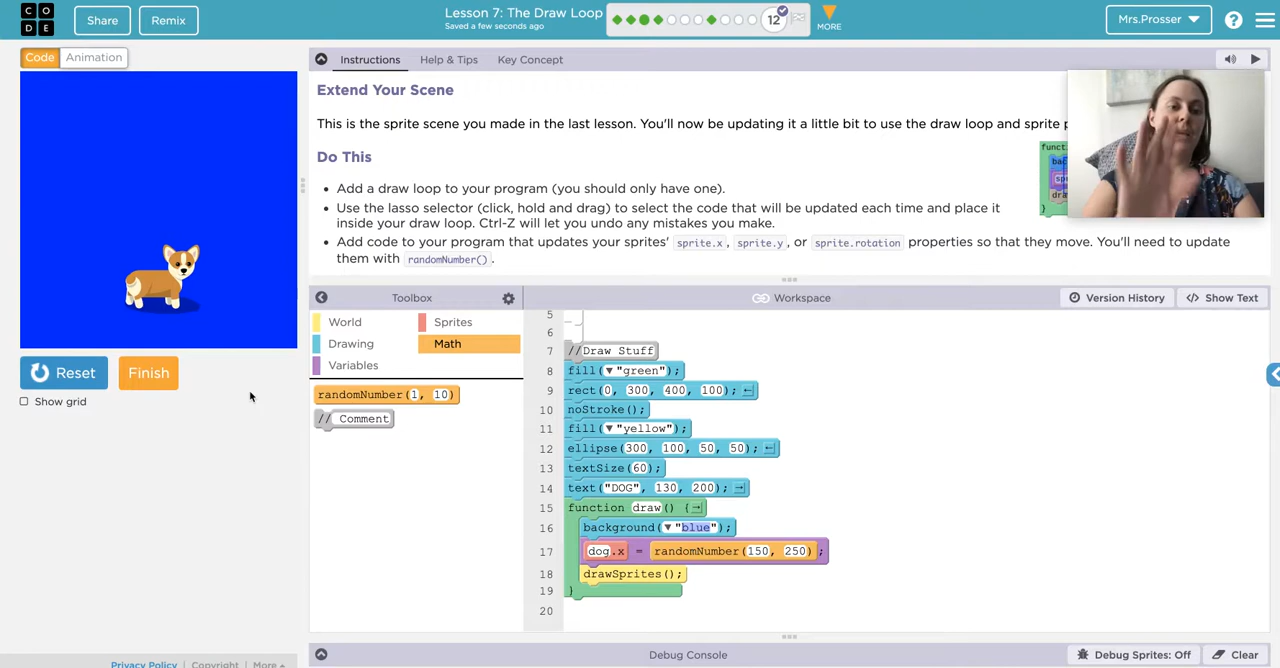 C O D E
Share
Remix
Lesson 7: The Draw Loop
Saved a few seconds ago
12
MORE
Mrs.Prosser
?
Code
Animation
Instructions
Help & Tips
Key Concept
Extend Your Scene
This is the sprite scene you made in the last lesson. You'll now be updating it a little bit to use the draw loop and sprite
Do This
Add a draw loop to your program (you should only have one).
Use the lasso selector (click, hold and drag) to select the code that will be updated each time and place it
inside your draw loop. Ctrl-Z will let you undo any mistakes you make.
Add code to your program that updates your sprites' sprite.x, sprite.y, or sprite.rotation properties so that they move. You'll need to update
them with randomNumber().
Reset
Finish
Show grid
Toolbox
World
Sprites
Drawing
Math
Variables
randomNumber(1, 10)
// Comment
Workspace
Version History
</> Show Text
5
6
7 //Draw Stuff
8 fill("green");
9 rect(0, 300, 400, 100);
10 noStroke();
11 fill("yellow");
12 ellipse(300, 100, 50, 50);
13 textSize(60);
14 text("DOG", 130, 200);
15 function draw() {
16 background("blue");
17 dog.x = randomNumber(150, 250);
18 drawSprites();
19 }
20
Debug Console
Debug Sprites: Off
Clear
Privacy Policy | Copyright | More